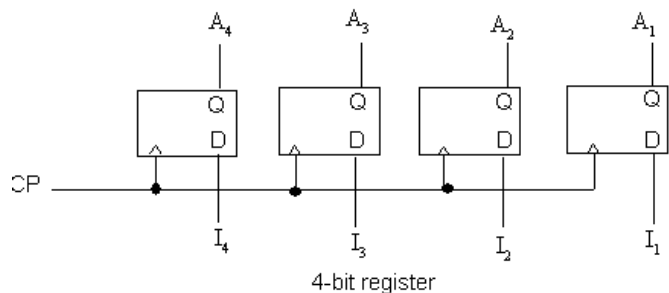 A₄ A₃ A₂ A₁
Q Q Q Q
D D D D
CP
I₄ I₃ I₂ I₁
4-bit register